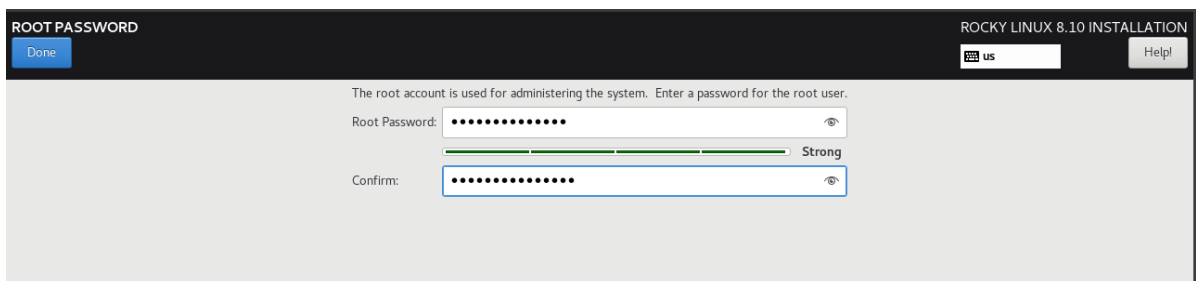 ROOT PASSWORD
ROCKY LINUX 8.10 INSTALLATION
Done
us
Help!
The root account is used for administering the system.  Enter a password for the root user.
Root Password: ••••••••••••••
Strong
Confirm: •••••••••••••••